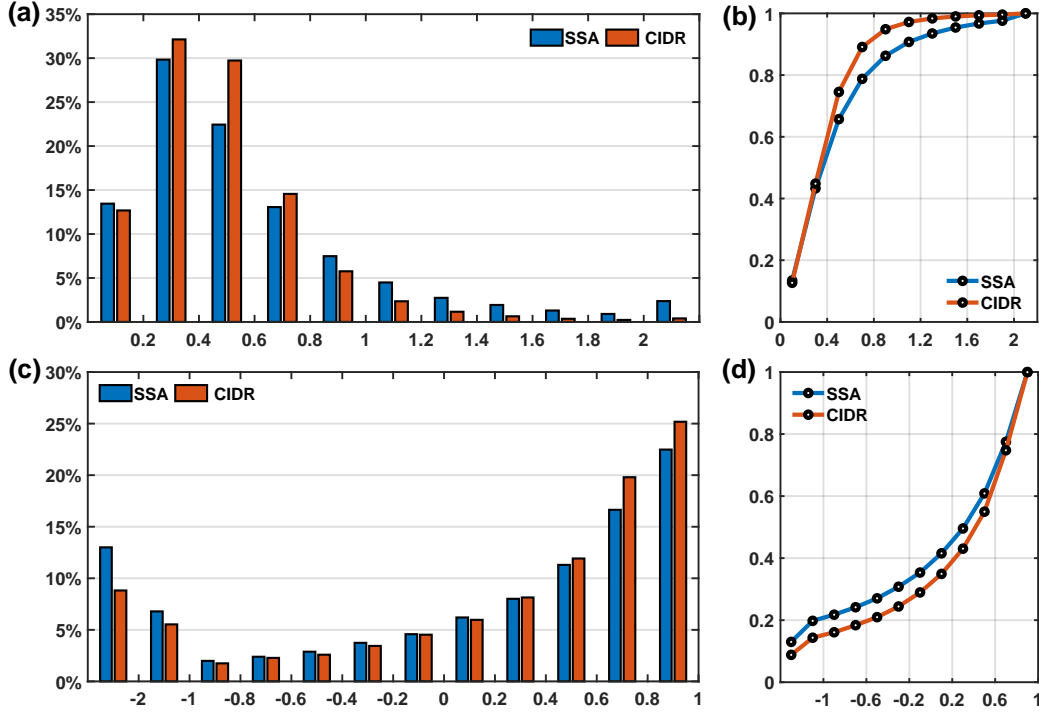 (a)
35%
30%
25%
20%
15%
10%
5%
0%
SSA CIDR
0.2 0.4 0.6 0.8 1 1.2 1.4 1.6 1.8 2
(b)
1
0.8
0.6
0.4
0.2
0
SSA
CIDR
0 0.4 0.8 1.2 1.3 1.6 2
(c)
30%
25%
20%
15%
10%
5%
0%
SSA CIDR
-2 -1 -0.8 -0.6 -0.4 -0.2 0 0.2 0.4 0.6 0.8 1
(d)
1
0.8
0.6
0.4
0.2
0
SSA
CIDR
-1 -0.6 -0.2 0.2 0.6 1